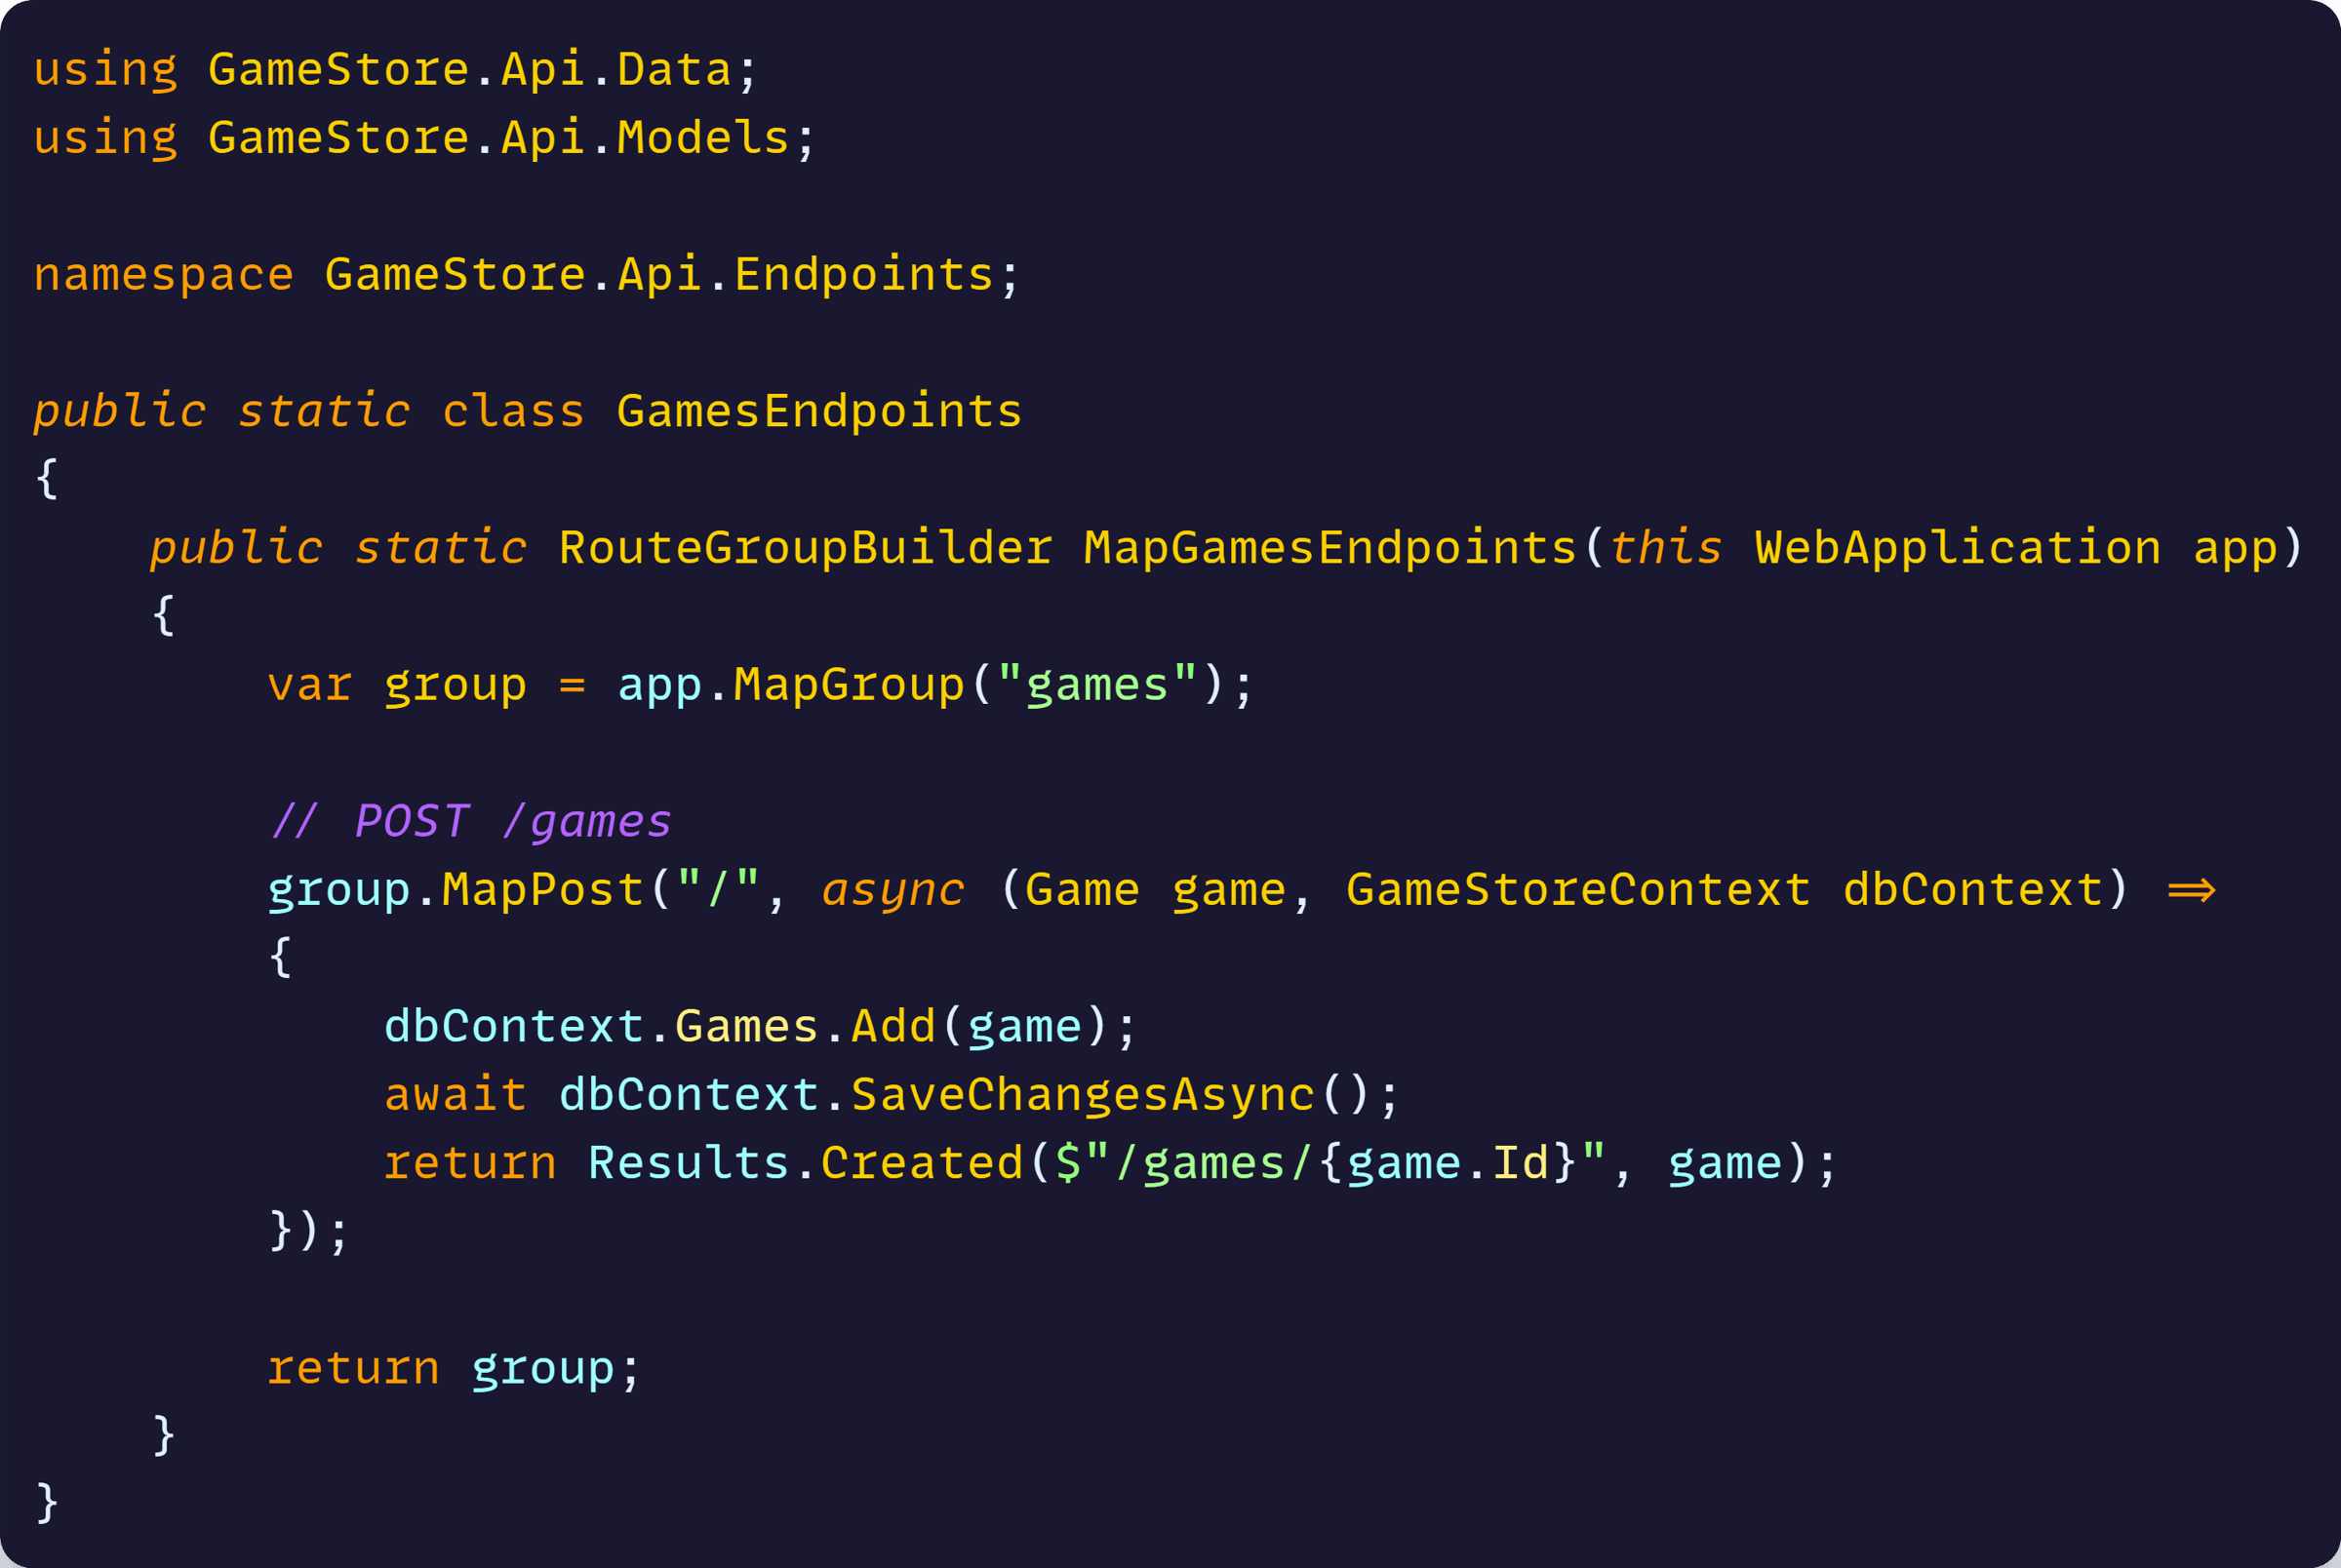 using GameStore.Api.Data;
using GameStore.Api.Models;

namespace GameStore.Api.Endpoints;

public static class GamesEndpoints
{
    public static RouteGroupBuilder MapGamesEndpoints(this WebApplication app)
    {
        var group = app.MapGroup("games");

        // POST /games
        group.MapPost("/", async (Game game, GameStoreContext dbContext) =>
        {
            dbContext.Games.Add(game);
            await dbContext.SaveChangesAsync();
            return Results.Created($"/games/{game.Id}", game);
        });

        return group;
    }
}